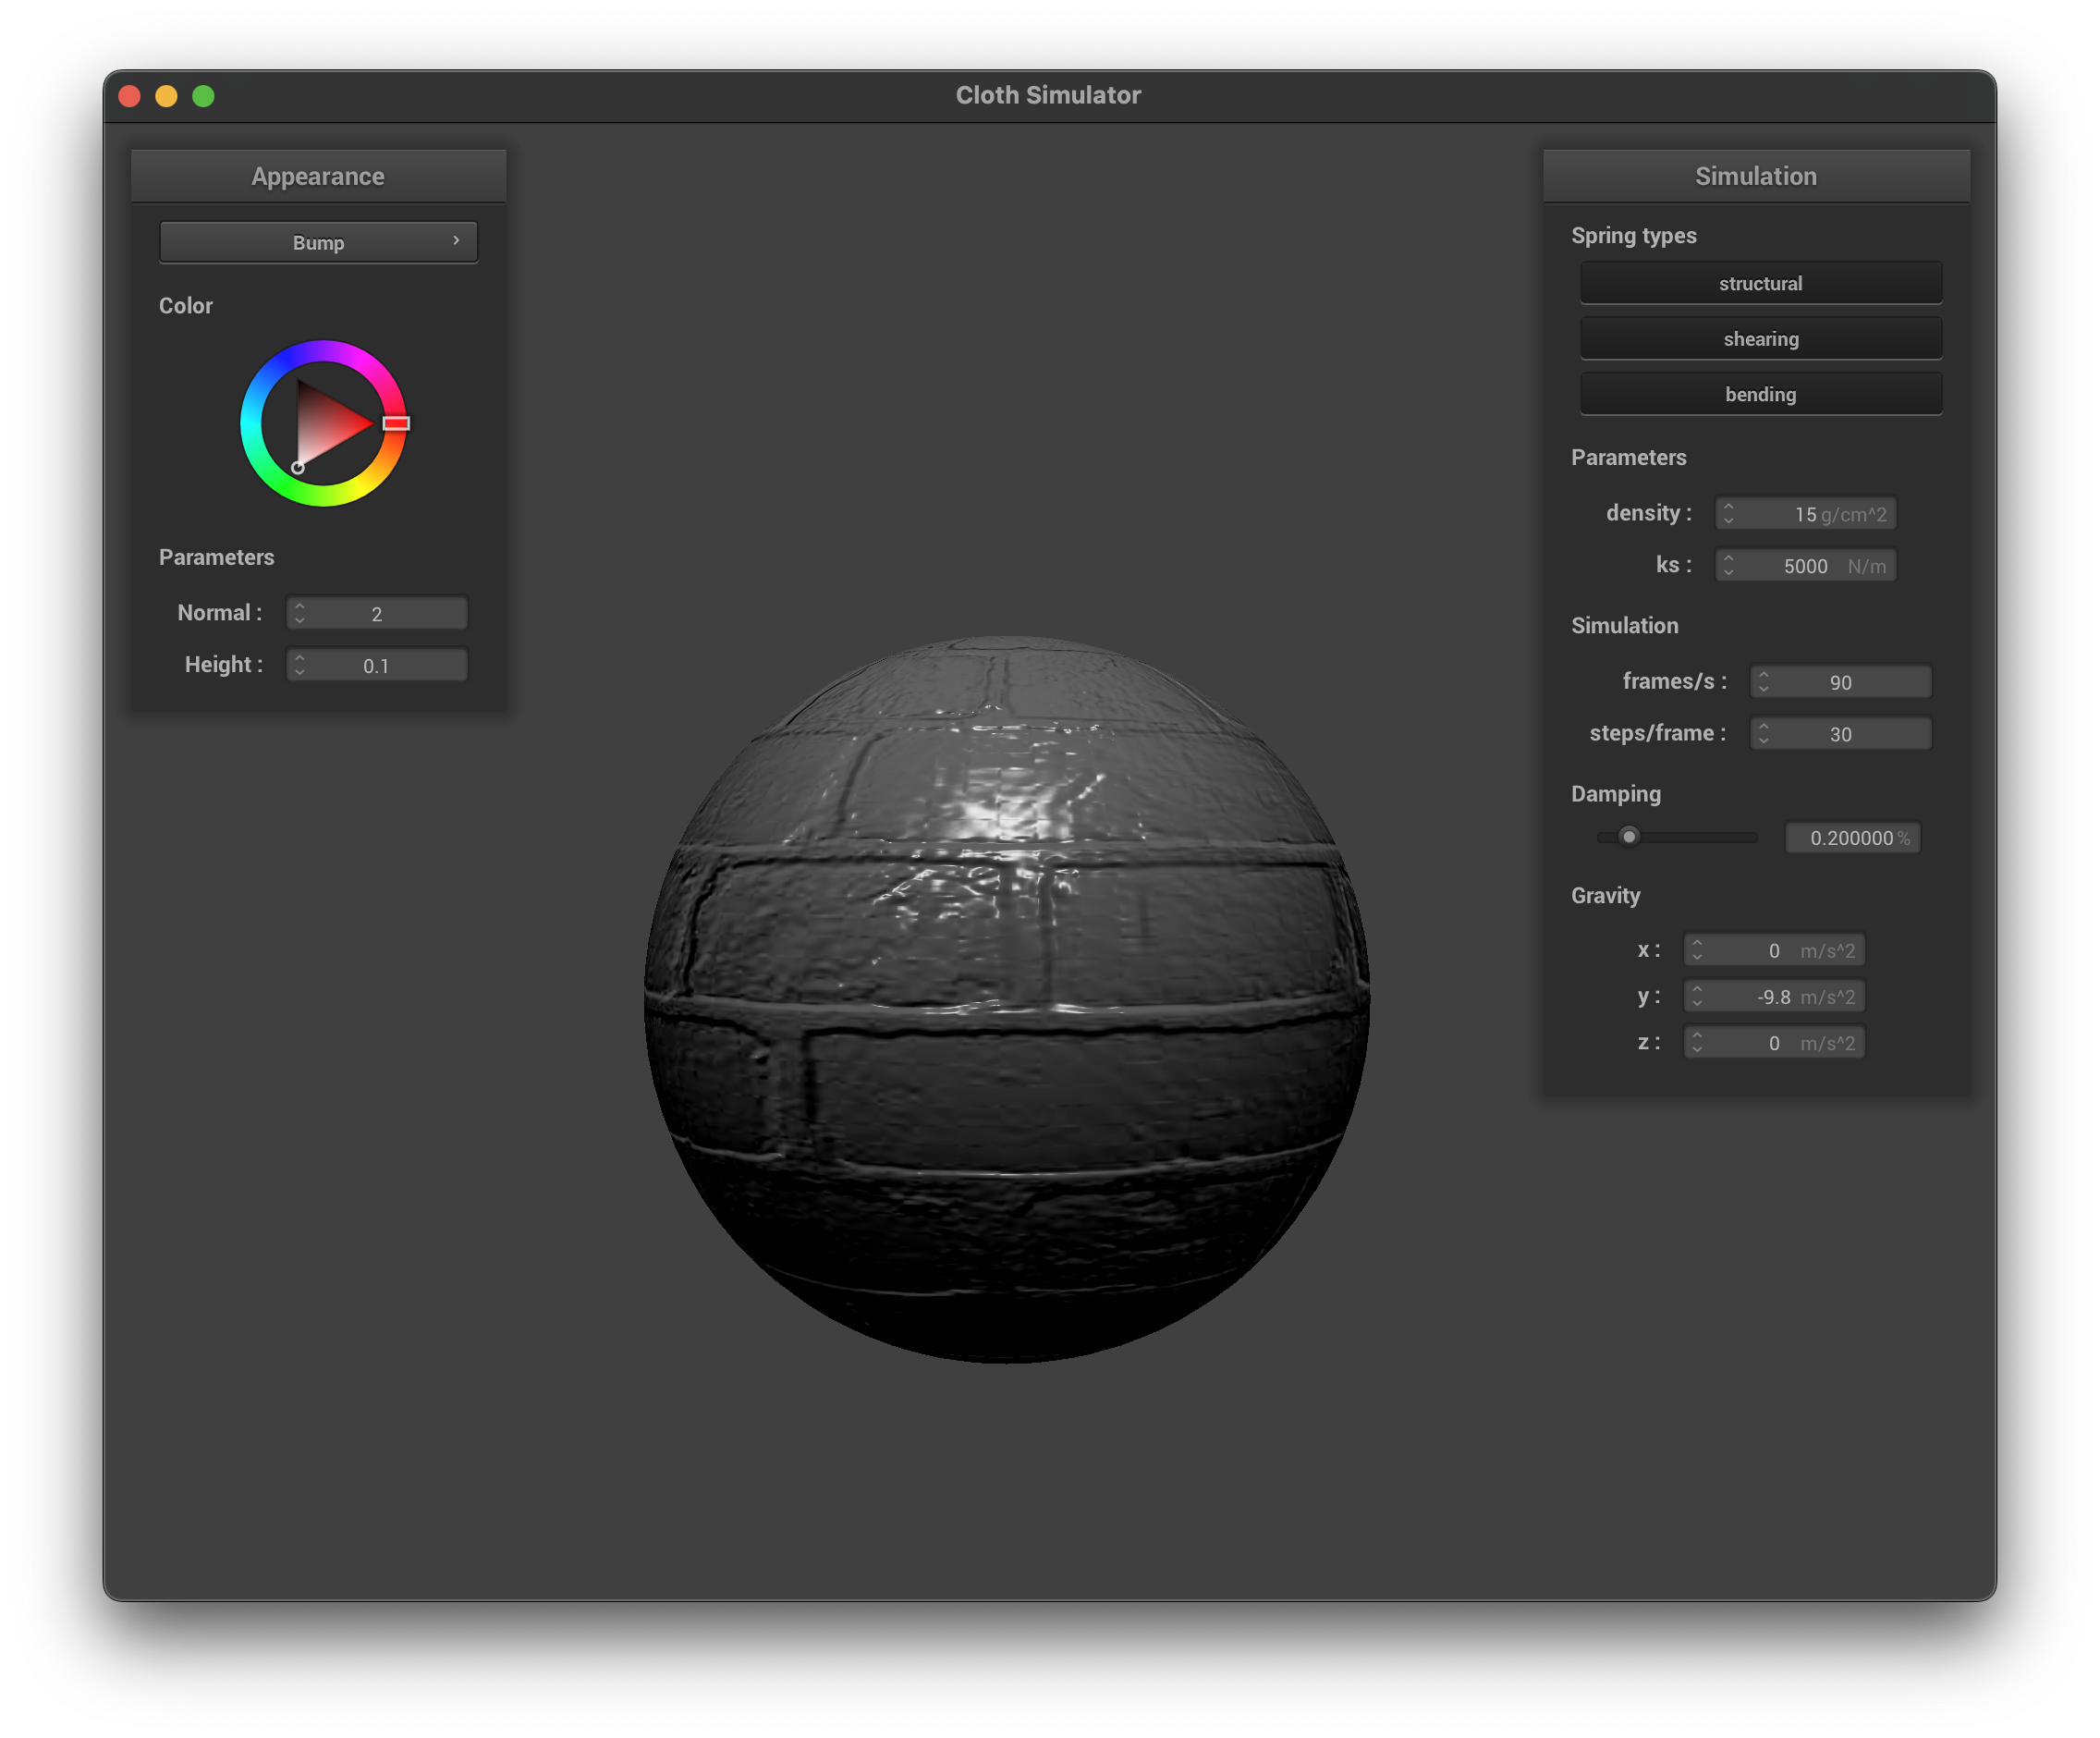 Cloth Simulator
Appearance
Bump
Color
Parameters
Normal : 2
Height : 0.1
Simulation
Spring types
structural
shearing
bending
Parameters
density : 15 g/cm^2
ks : 5000 N/m
Simulation
frames/s : 90
steps/frame : 30
Damping
0.200000 %
Gravity
x : 0 m/s^2
y : -9.8 m/s^2
z : 0 m/s^2